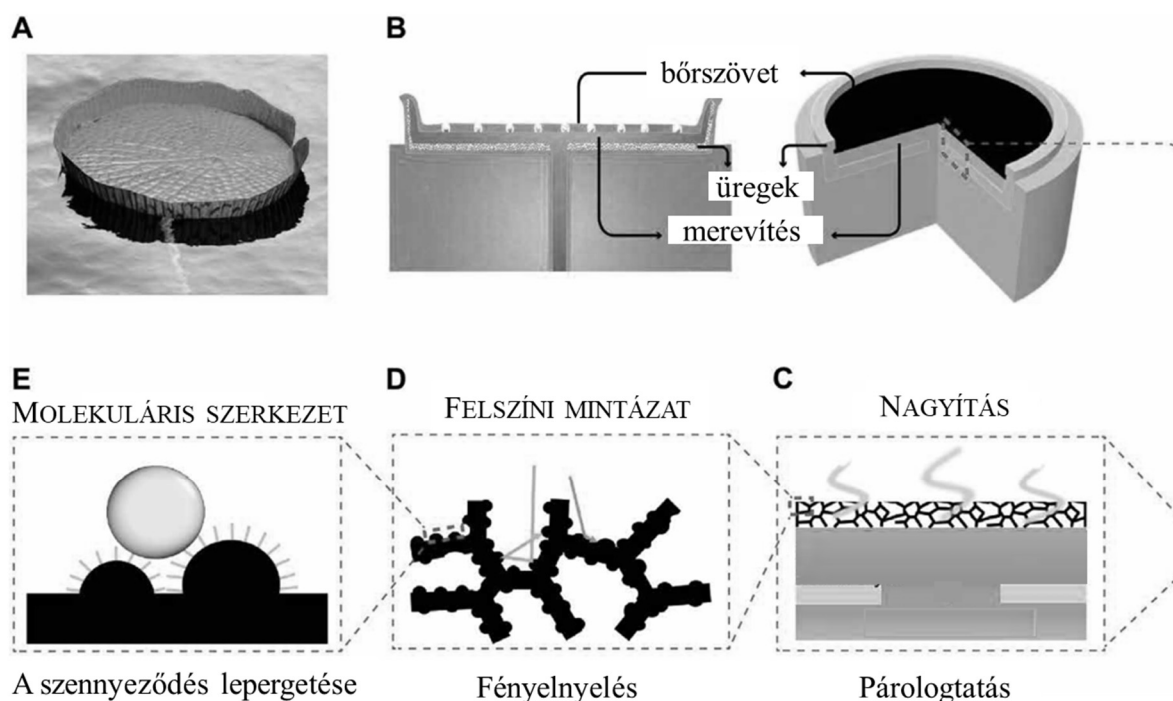 A
B
bőrszövet
üregek
merevítés
E
D
C
MOLEKULÁRIS SZERKEZET
FELSZÍNI MINTÁZAT
NAGYÍTÁS
A szennyeződés lepergetése
Fényelnyelés
Párologtatás